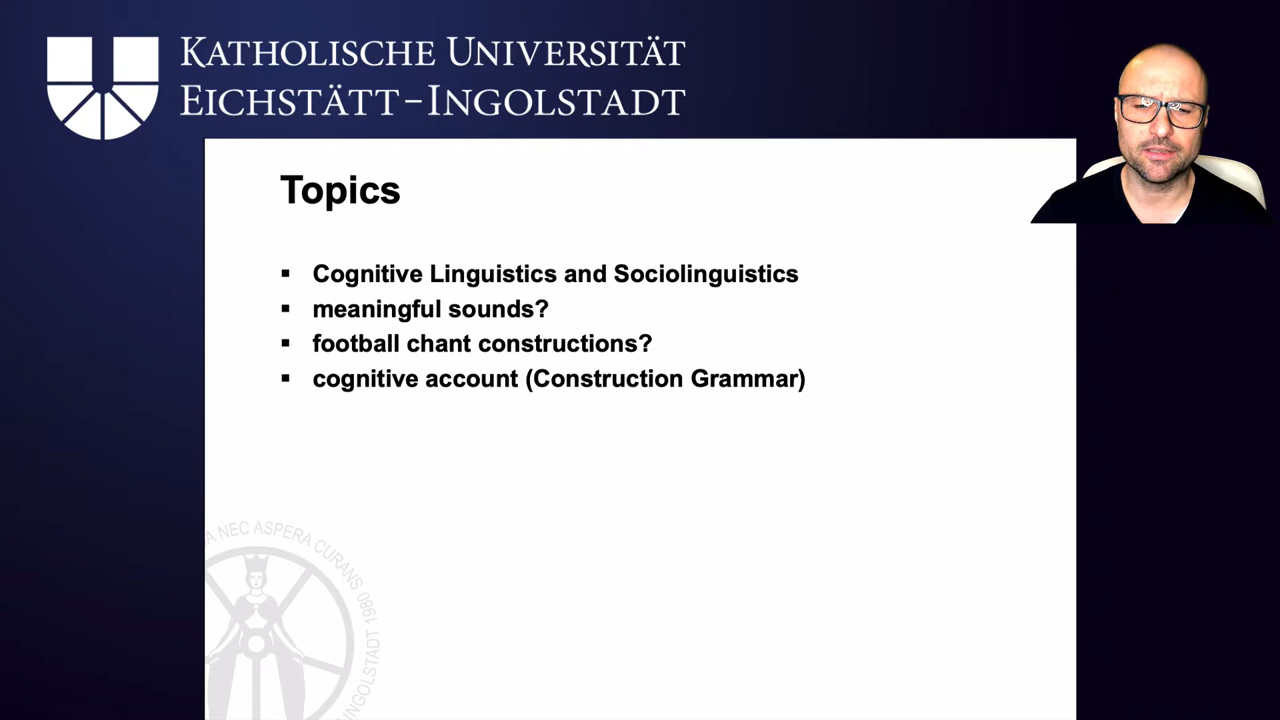 KATHOLISCHE UNIVERSITÄT
EICHSTÄTT-INGOLSTADT
Topics
▪ Cognitive Linguistics and Sociolinguistics
▪ meaningful sounds?
▪ football chant constructions?
▪ cognitive account (Construction Grammar)
A NEC ASPERA CURANS 1980
INGOLSTADT